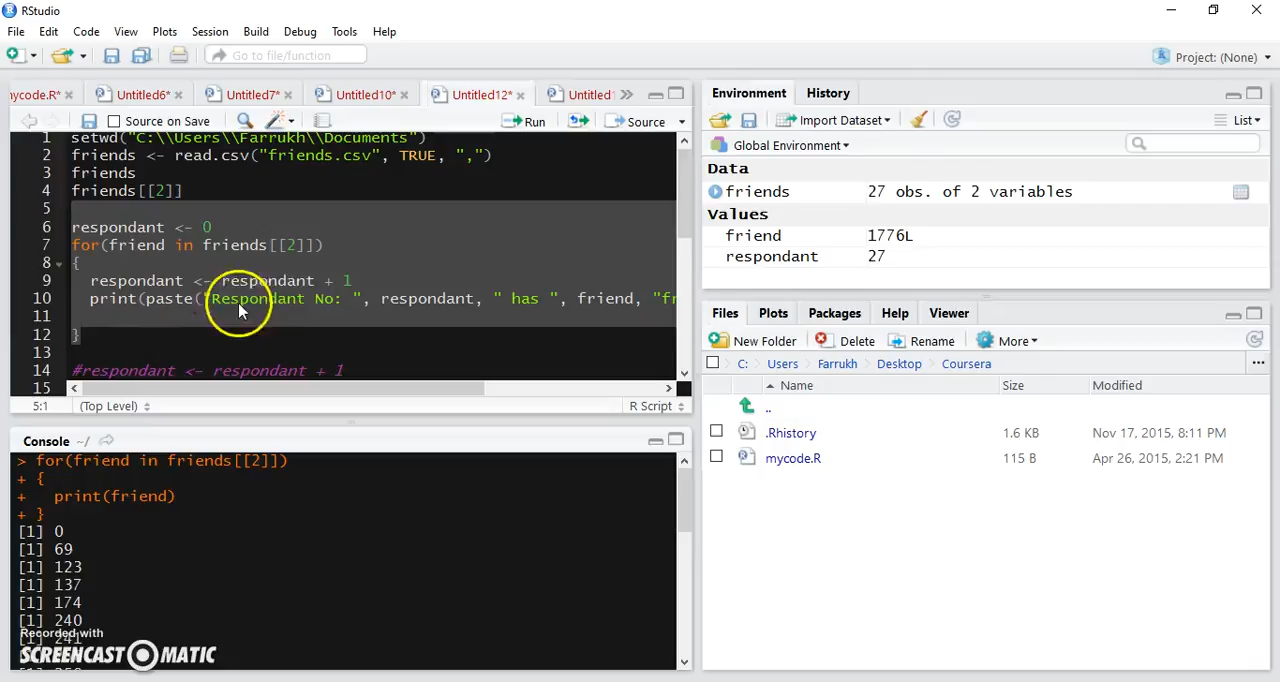 RStudio
File Edit Code View Plots Session Build Debug Tools Help
Go to file/function
Project: (None)
nycode.R* Untitled6* Untitled7* Untitled10* Untitled12* Untitled1
Source on Save Run Source
1 setwd("C:\\Users\\Farrukh\\Documents")
2 friends <- read.csv("friends.csv", TRUE, ",")
3 friends
4 friends[[2]]
5
6 respondant <- 0
7 for(friend in friends[[2]])
8 {
9 respondant <- respondant + 1
10 print(paste("Respondant No: ", respondant, " has ", friend, "fr
11
12 }
13
14 #respondant <- respondant + 1
15
5:1 (Top Level) R Script
Console ~/
> for(friend in friends[[2]])
+ {
+ print(friend)
+ }
[1] 0
[1] 69
[1] 123
[1] 137
[1] 174
[1] 240
[1] 241
Recorded with
SCREENCAST-O-MATIC
Environment History
Import Dataset List
Global Environment
Data
friends 27 obs. of 2 variables
Values
friend 1776L
respondant 27
Files Plots Packages Help Viewer
New Folder Delete Rename More
C: Users Farrukh Desktop Coursera
Name Size Modified
..
.Rhistory 1.6 KB Nov 17, 2015, 8:11 PM
mycode.R 115 B Apr 26, 2015, 2:21 PM